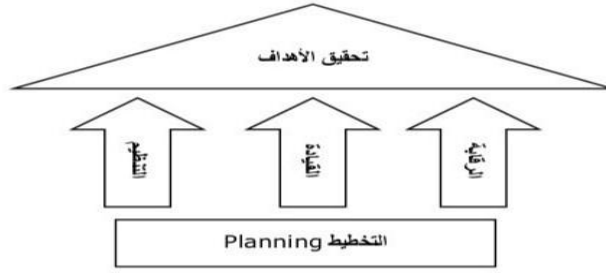 تحقيق الأهداف
الرقابة
القيادة
التنظيم
التخطيط Planning